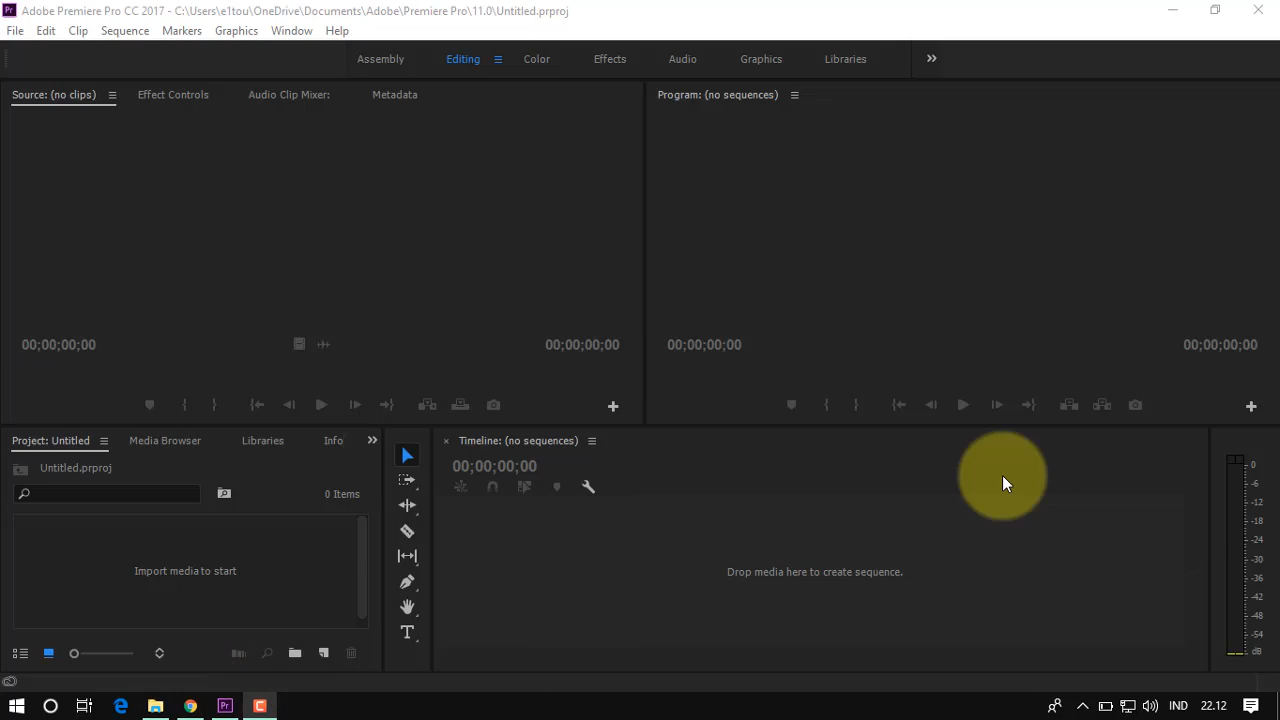 Pr Adobe Premiere Pro CC 2017 - C:\Users\e1tou\OneDrive\Documents\Adobe\Premiere Pro\11.0\Untitled.prproj
File Edit Clip Sequence Markers Graphics Window Help
Assembly Editing Color Effects Audio Graphics Libraries
Source: (no clips) Effect Controls Audio Clip Mixer: Metadata
Program: (no sequences)
00;00;00;00 00;00;00;00
00;00;00;00 00;00;00;00
Project: Untitled Media Browser Libraries Info
Untitled.prproj
0 Items
Import media to start
Timeline: (no sequences)
00;00;00;00
Drop media here to create sequence.
0
-6
-12
-18
-24
-30
-36
-42
-48
-54
dB
Pr C IND 22.12